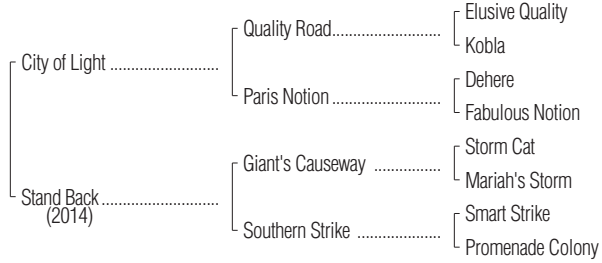 Elusive Quality
Quality Road
Kobla
City of Light
Dehere
Paris Notion
Fabulous Notion
Storm Cat
Giant's Causeway
Mariah's Storm
Stand Back
(2014)
Smart Strike
Southern Strike
Promenade Colony